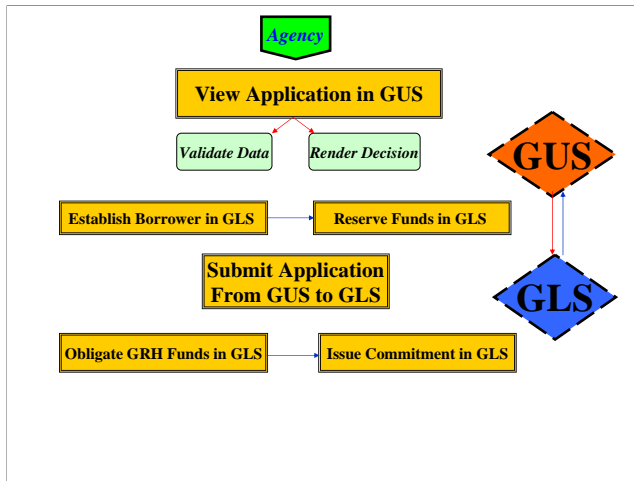 Agency
View Application in GUS
Validate Data
Render Decision
GUS
Establish Borrower in GLS
Reserve Funds in GLS
Submit Application
From GUS to GLS
GLS
Obligate GRH Funds in GLS
Issue Commitment in GLS